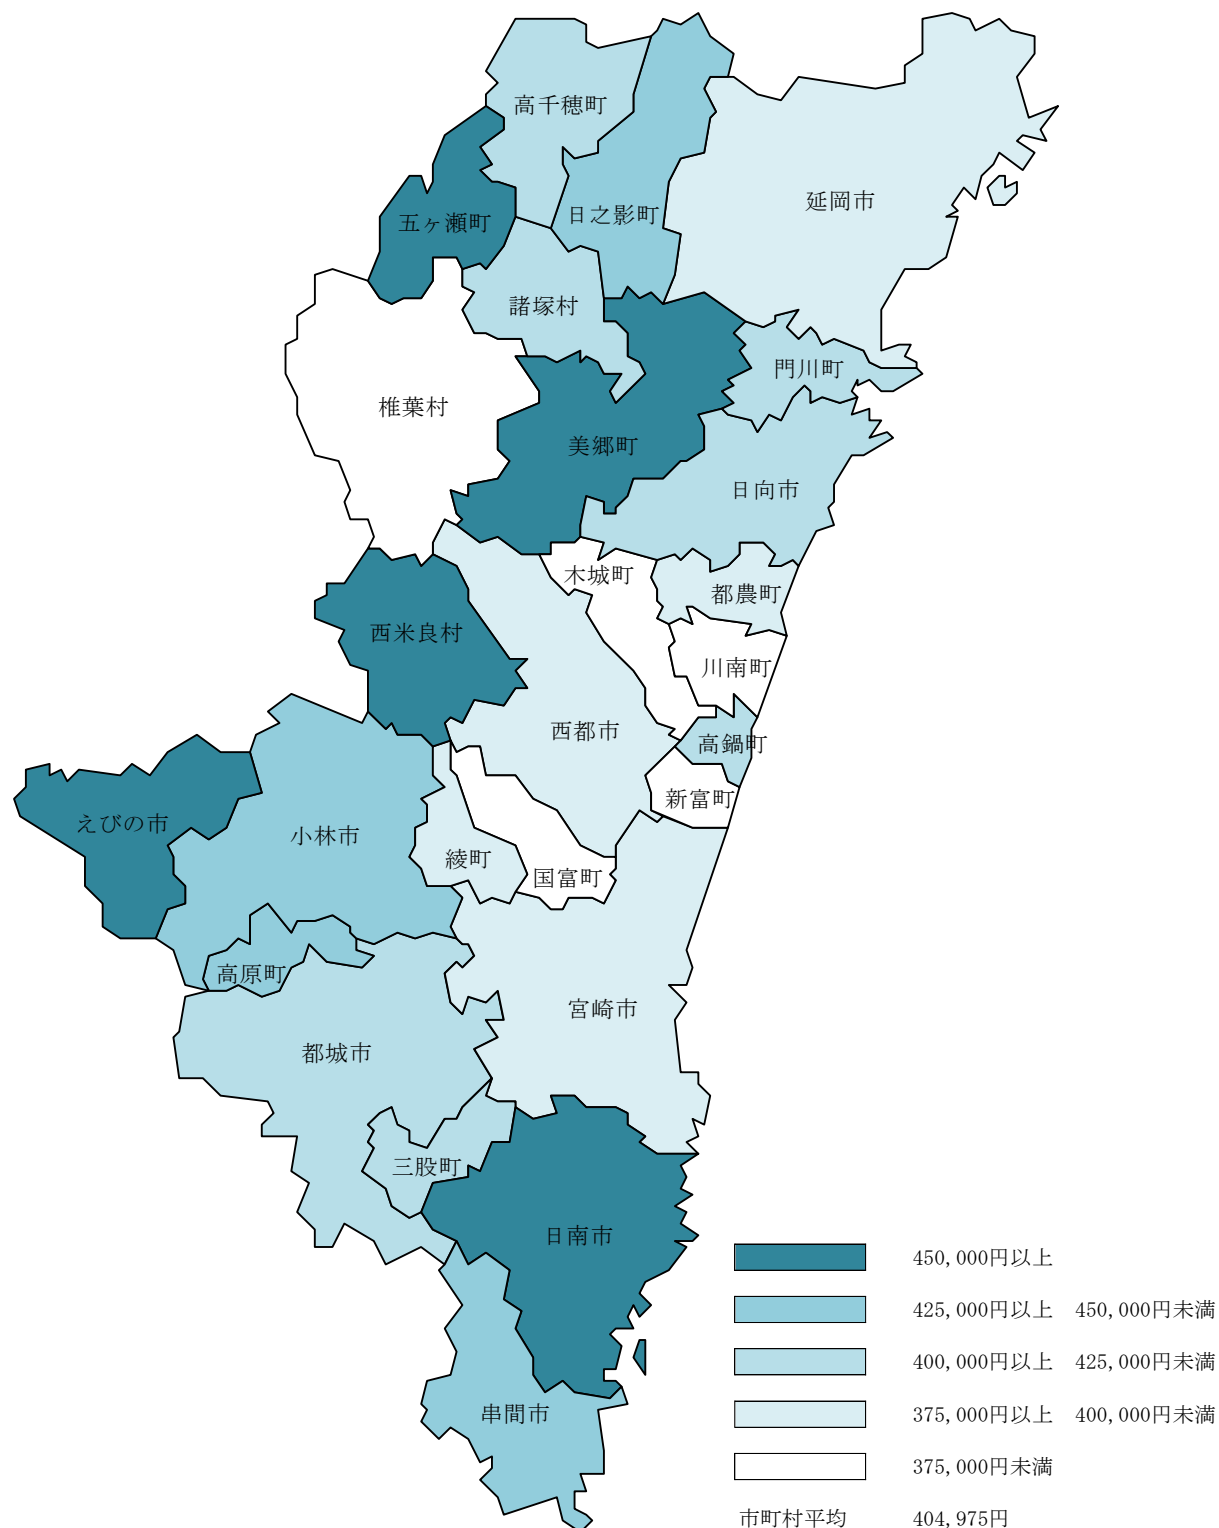 高千穂町
延岡市
日之影町
五ヶ瀬町
諸塚村
門川町
椎葉村
美郷町
日向市
木城町
都農町
西米良村
川南町
西都市
高鍋町
新富町
えびの市
小林市
綾町
国富町
高原町
宮崎市
都城市
三股町
日南市
串間市
450,000円以上
425,000円以上　450,000円未満
400,000円以上　425,000円未満
375,000円以上　400,000円未満
375,000円未満
市町村平均　404,975円